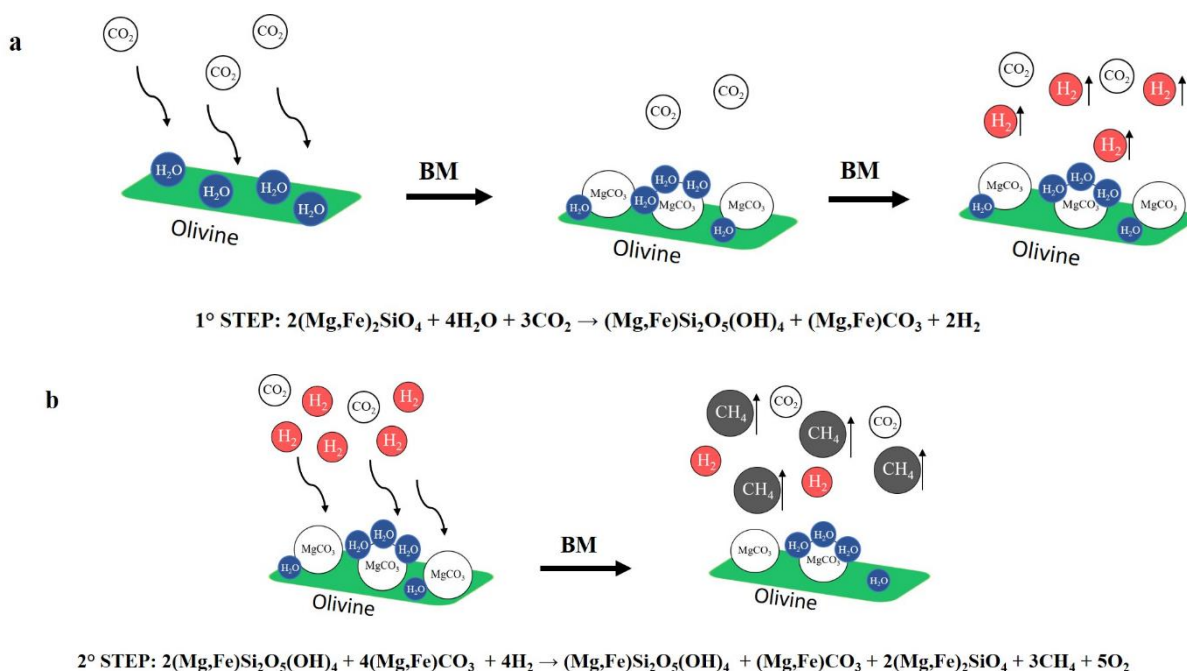 a
CO₂
CO₂
CO₂
H₂O
H₂O
H₂O
H₂O
Olivine
BM
CO₂
CO₂
H₂O
H₂O
H₂O
H₂O
H₂O
MgCO₃
MgCO₃
MgCO₃
Olivine
BM
CO₂
CO₂
H₂
H₂
H₂
H₂
H₂O
H₂O
H₂O
H₂O
H₂O
MgCO₃
MgCO₃
MgCO₃
Olivine
1° STEP: 2(Mg,Fe)₂SiO₄ + 4H₂O + 3CO₂ → (Mg,Fe)Si₂O₅(OH)₄ + (Mg,Fe)CO₃ + 2H₂
b
CO₂
H₂
CO₂
H₂
H₂
H₂
H₂
MgCO₃
H₂O
H₂O
H₂O
H₂O
H₂O
MgCO₃
MgCO₃
Olivine
BM
CH₄
CO₂
CH₄
CO₂
H₂
CH₄
H₂
CH₄
MgCO₃
H₂O
H₂O
H₂O
MgCO₃
H₂O
Olivine
2° STEP: 2(Mg,Fe)Si₂O₅(OH)₄ + 4(Mg,Fe)CO₃ + 4H₂ → (Mg,Fe)Si₂O₅(OH)₄ + (Mg,Fe)CO₃ + 2(Mg,Fe)₂SiO₄ + 3CH₄ + 5O₂